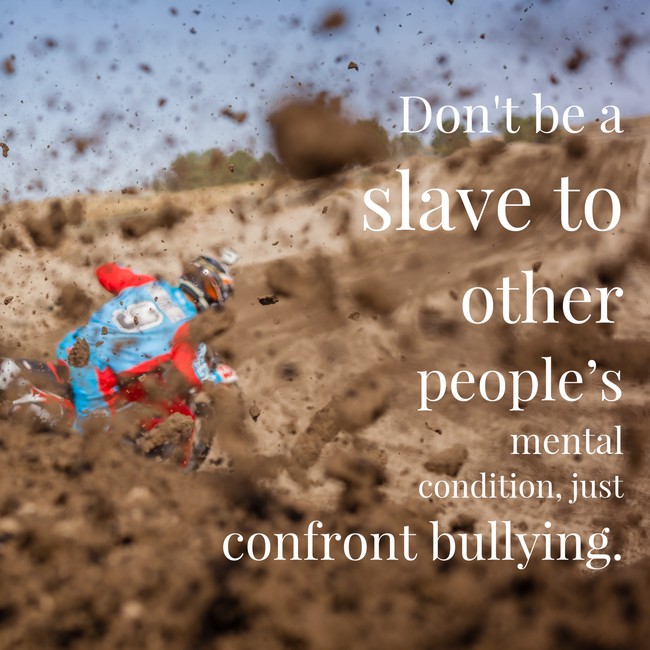 Don't be a
slave to
other
people’s
mental
condition, just
confront bullying.